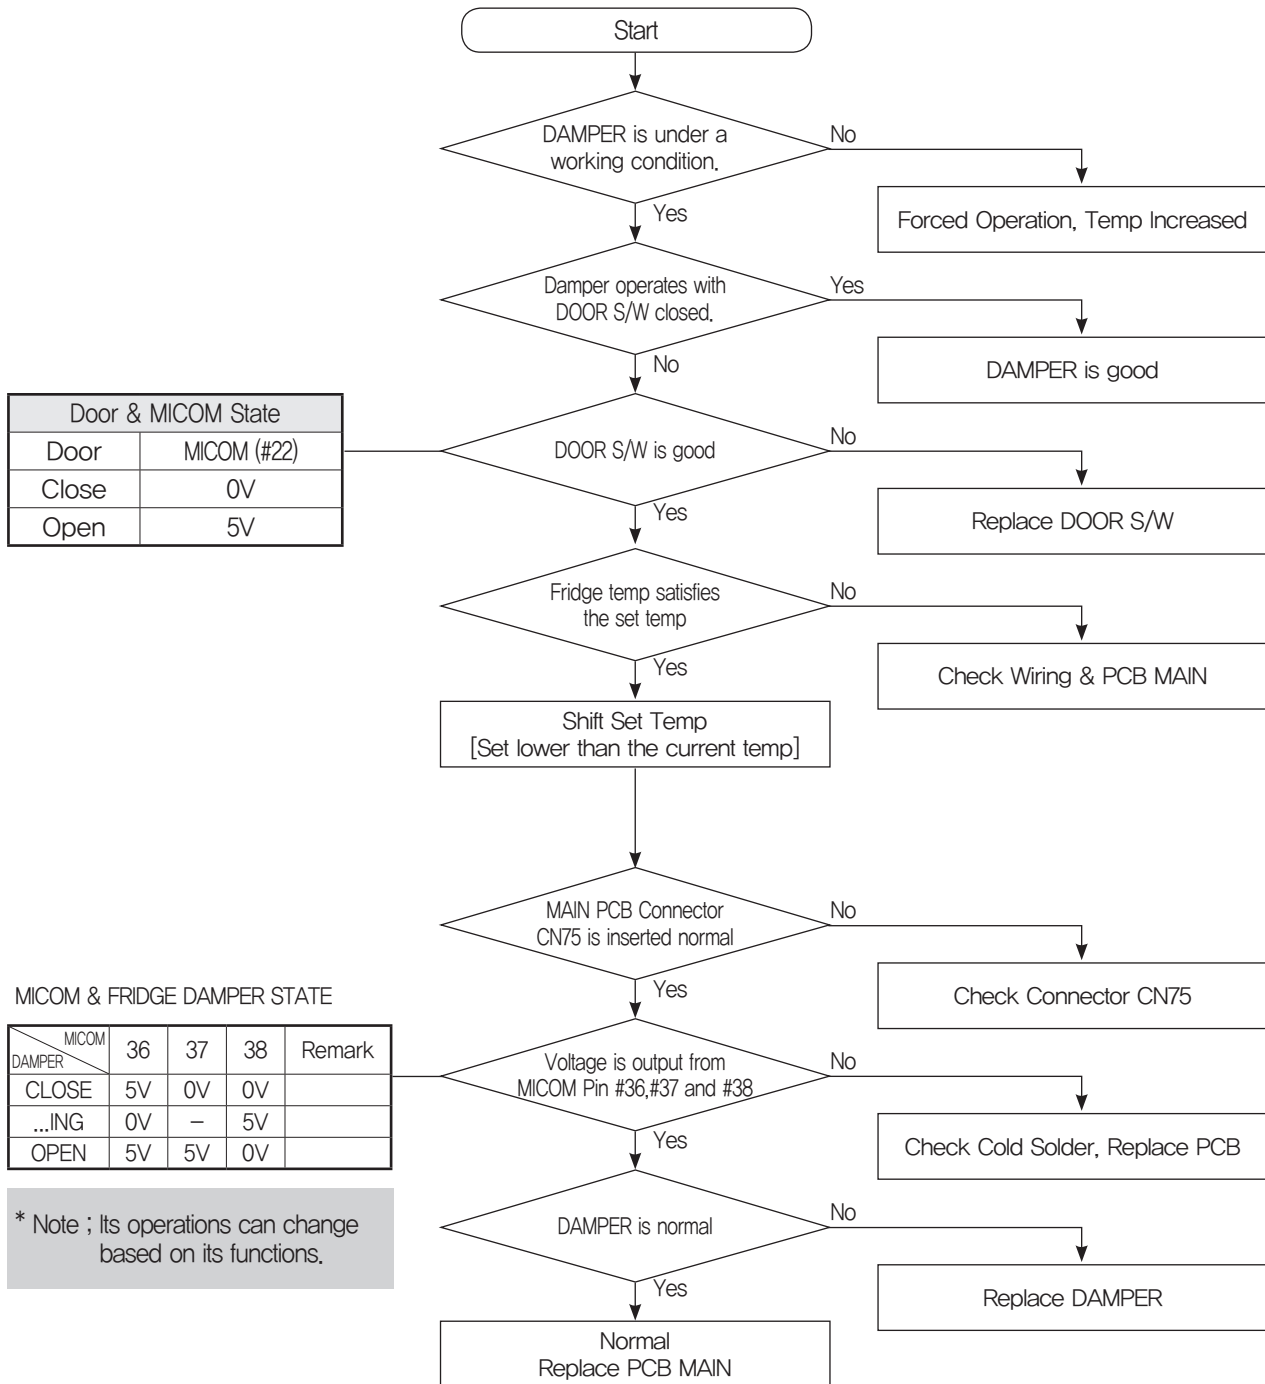 Start
DAMPER is under a
working condition.
No
Yes
Forced Operation, Temp Increased
Damper operates with
DOOR S/W closed.
Yes
No
DAMPER is good
Door & MICOM State
Door MICOM (#22)
Close 0V
Open 5V
DOOR S/W is good
No
Yes
Replace DOOR S/W
Fridge temp satisfies
the set temp
No
Yes
Check Wiring & PCB MAIN
Shift Set Temp
[Set lower than the current temp]
MAIN PCB Connector
CN75 is inserted normal
No
Yes
Check Connector CN75
MICOM & FRIDGE DAMPER STATE
MICOM
DAMPER
36 37 38 Remark
CLOSE 5V 0V 0V
...ING 0V – 5V
OPEN 5V 5V 0V
Voltage is output from
MICOM Pin #36,#37 and #38
No
Yes
Check Cold Solder, Replace PCB
* Note ; Its operations can change
based on its functions.
DAMPER is normal
No
Yes
Replace DAMPER
Normal
Replace PCB MAIN